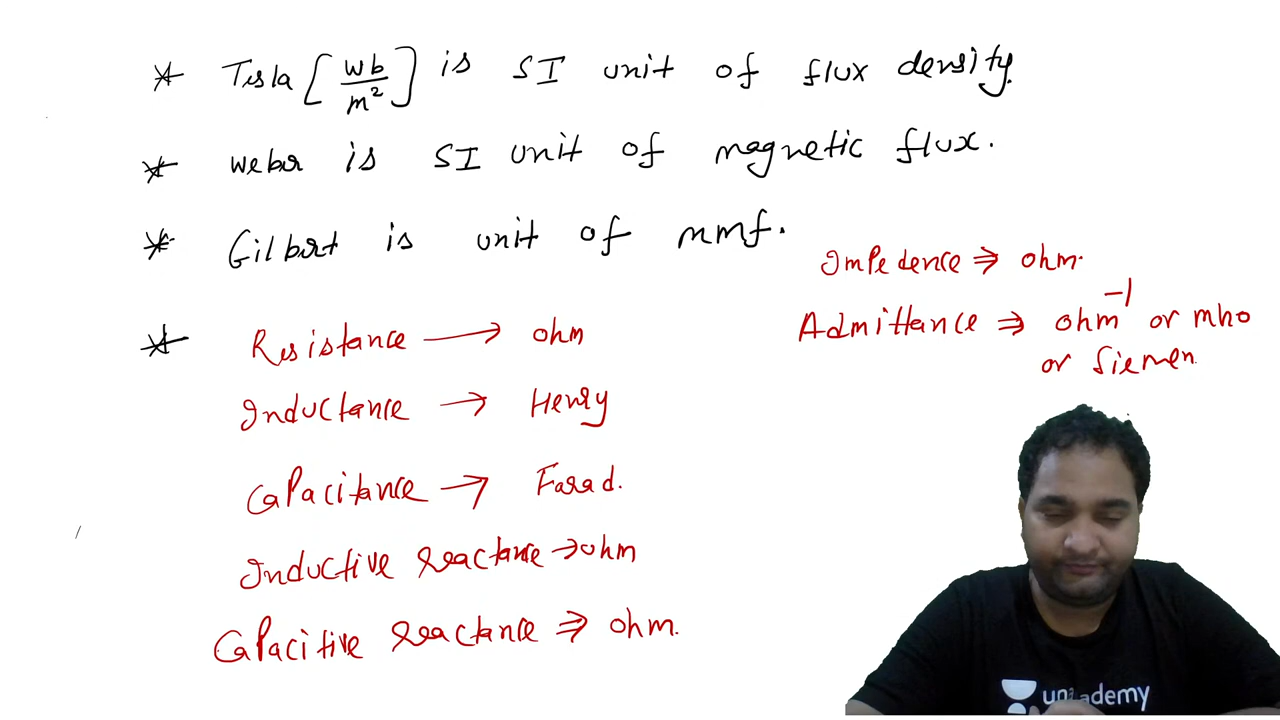 * Tesla [wb/m²] is SI unit of flux density.
* weber is SI unit of magnetic flux.
* Gilbert is unit of mmf.
Impedence ⇒ ohm.
Admittance ⇒ ohm⁻¹ or mho
or Siemen.
* Resistance → ohm
Inductance → Henry
Capacitance → Farad.
Inductive reactance → ohm
Capacitive reactance ⇒ ohm.
unacademy